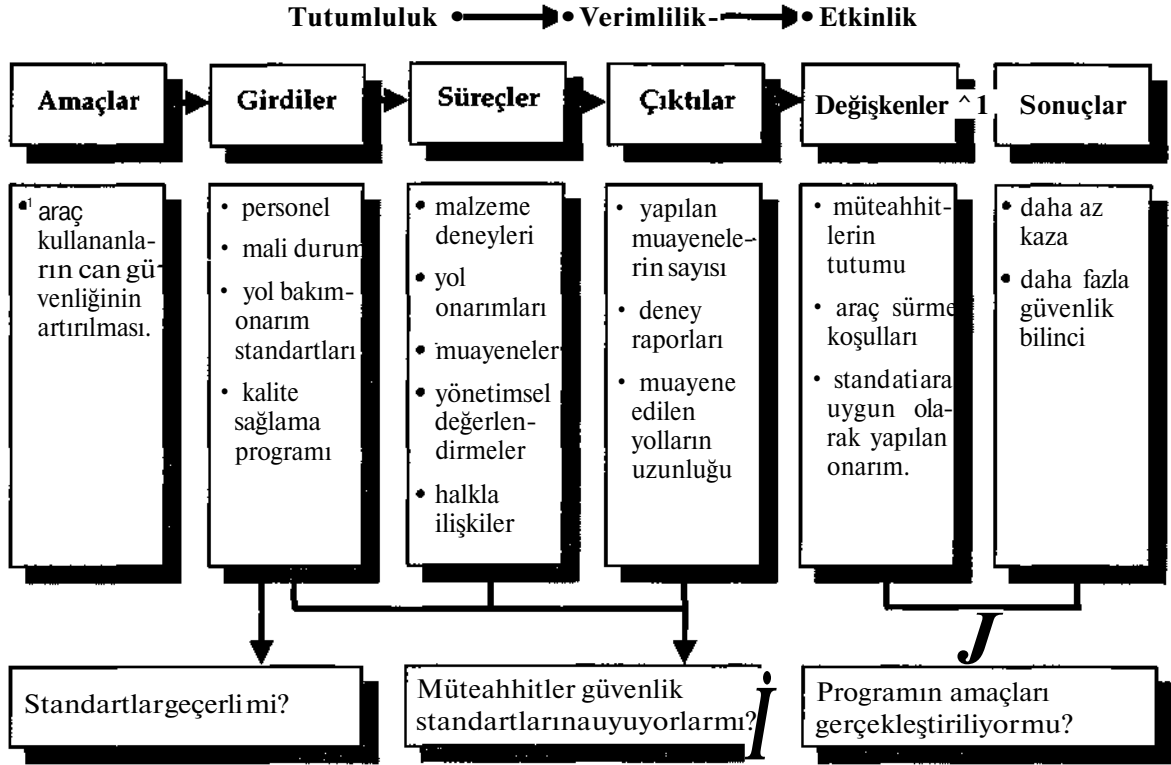 Tutumluluk • • Verimlilik- • Etkinlik
Amaçlar
Girdiler
Süreçler
Çıktılar
Değişkenler ^ 1
Sonuçlar
•¹ araç
kullananla-
rın can gü-
venliğinin
artırılması.
• personel
• mali durum
• yol bakım-
onarım
standartları
• kalite
sağlama
programı
• malzeme
deneyleri
• yol
onarımları
• muayeneler
• yönetimsel
değerlen-
dirmeler
• halkla
ilişkiler
• yapılan
muayenele-
rin sayısı
• deney
raporları
• muayene
edilen
yolların
uzunluğu
• müteahhit-
lerin
tutumu
• araç sürme
koşulları
• standatiara
uygun ola-
rak yapılan
onarım.
• daha az
kaza
• daha fazla
güvenlik
bilinci
J
Standartlargeçerlimi?
Müteahhitler güvenlik
standartlarınauyuyorlarmı?
İ
Programın amaçları
gerçekleştiriliyormu?